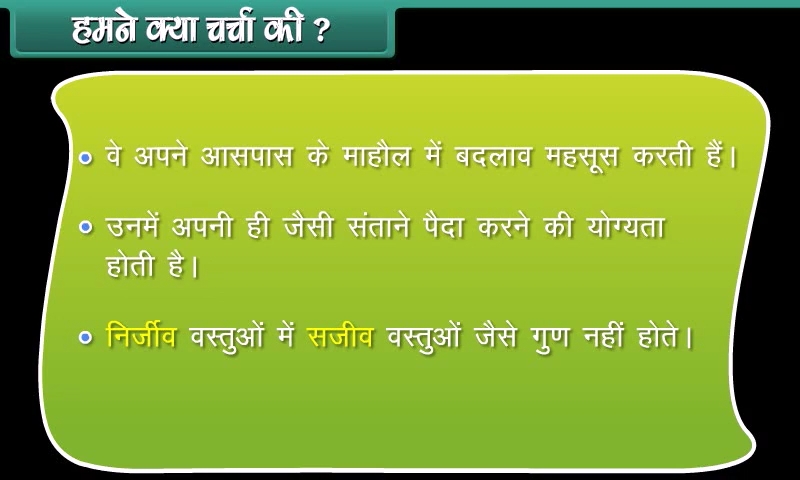 हमने क्या चर्चा की ?
वे अपने आसपास के माहौल में बदलाव महसूस करती हैं।
उनमें अपनी ही जैसी संताने पैदा करने की योग्यता
होती है।
निर्जीव वस्तुओं में सजीव वस्तुओं जैसे गुण नहीं होते।